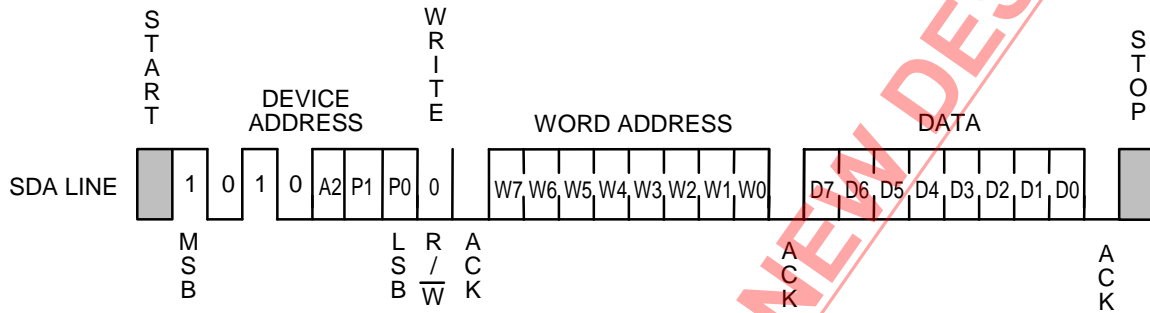 START
WRITE
STOP
DEVICE
ADDRESS
WORD ADDRESS
DATA
SDA LINE
1 0 1 0 A2 P1 P0 0 W7 W6 W5 W4 W3 W2 W1 W0 D7 D6 D5 D4 D3 D2 D1 D0
MSB
LSB
R/W
ACK
ACK
ACK
NEW DES